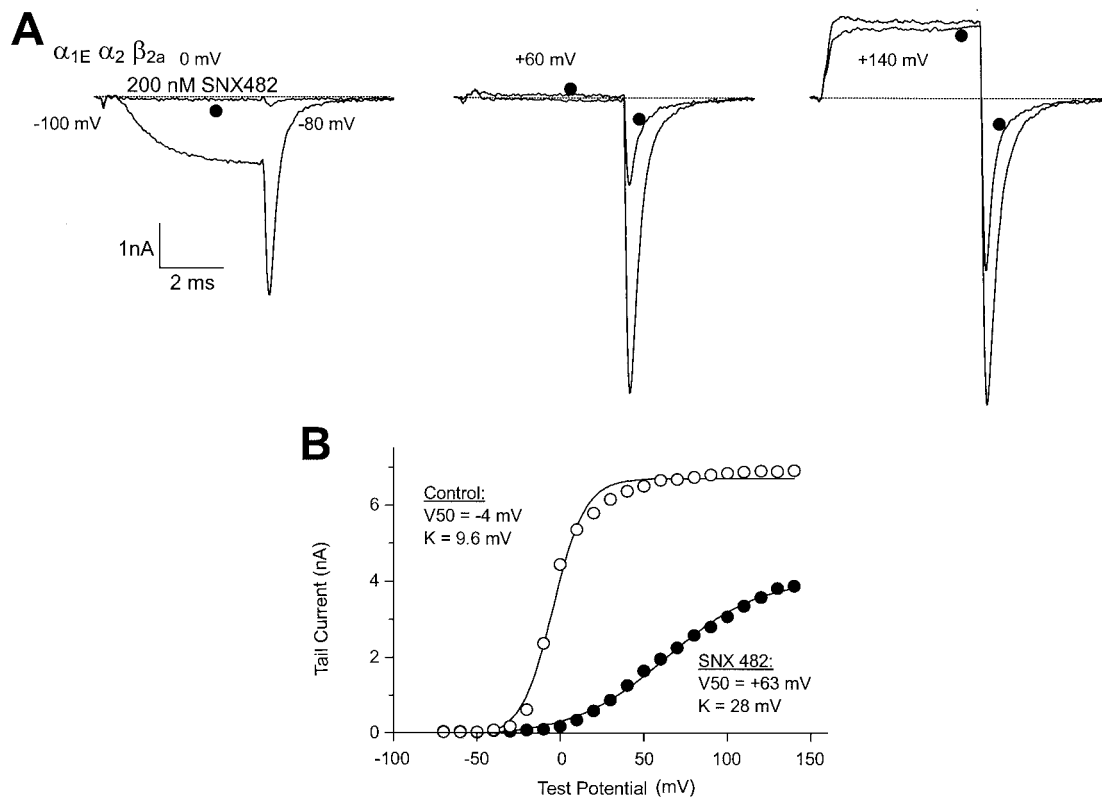 A
α1E α2 β2a 0 mV
200 nM SNX482
-100 mV
-80 mV
1nA
2 ms
+60 mV
+140 mV
B
Control:
V50 = -4 mV
K = 9.6 mV
SNX 482:
V50 = +63 mV
K = 28 mV
Tail Current (nA)
6
4
2
0
-100 -50 0 50 100 150
Test Potential (mV)